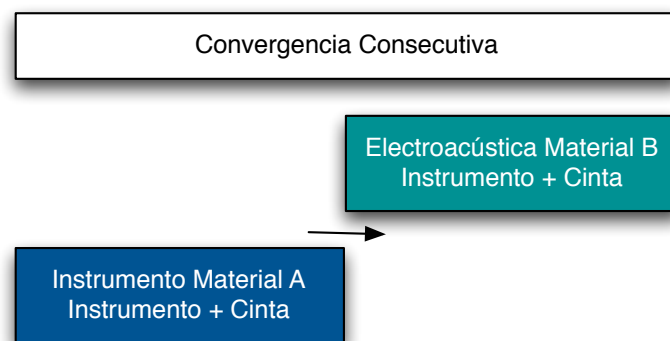 Convergencia Consecutiva
Electroacústica Material B
Instrumento + Cinta
Instrumento Material A
Instrumento + Cinta